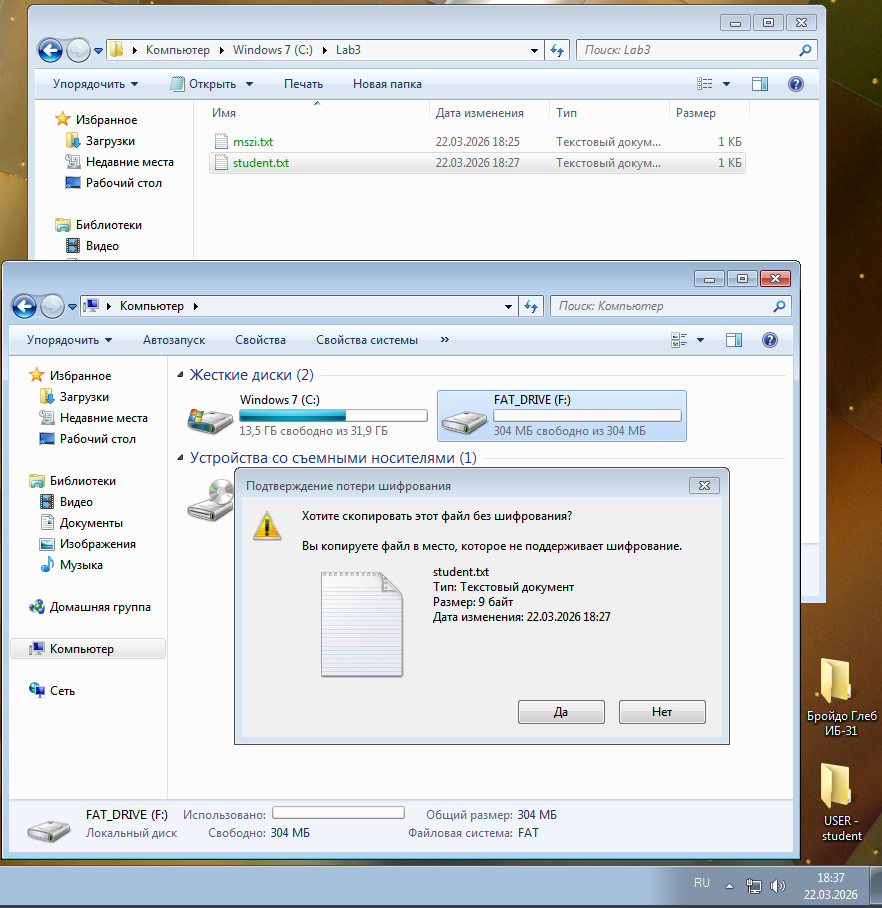 Компьютер Windows 7 (C:) Lab3
Поиск: Lab3
Упорядочить Открыть Печать Новая папка
Избранное
Загрузки
Недавние места
Рабочий стол
Библиотеки
Видео
Имя Дата изменения Тип Размер
mszi.txt 22.03.2026 18:25 Текстовый докум... 1 КБ
student.txt 22.03.2026 18:27 Текстовый докум... 1 КБ
Компьютер
Поиск: Компьютер
Упорядочить Автозапуск Свойства Свойства системы »
Избранное
Загрузки
Недавние места
Рабочий стол
Библиотеки
Видео
Документы
Изображения
Музыка
Домашняя группа
Компьютер
Сеть
Жесткие диски (2)
Windows 7 (C:)
13,5 ГБ свободно из 31,9 ГБ
FAT_DRIVE (F:)
304 МБ свободно из 304 МБ
Устройства со съемными носителями (1)
Подтверждение потери шифрования
Хотите скопировать этот файл без шифрования?
Вы копируете файл в место, которое не поддерживает шифрование.
student.txt
Тип: Текстовый документ
Размер: 9 байт
Дата изменения: 22.03.2026 18:27
Да Нет
FAT_DRIVE (F:) Использовано: Общий размер: 304 МБ
Локальный диск Свободно: 304 МБ Файловая система: FAT
Бройдо Глеб
ИБ-31
USER -
student
RU
18:37
22.03.2026